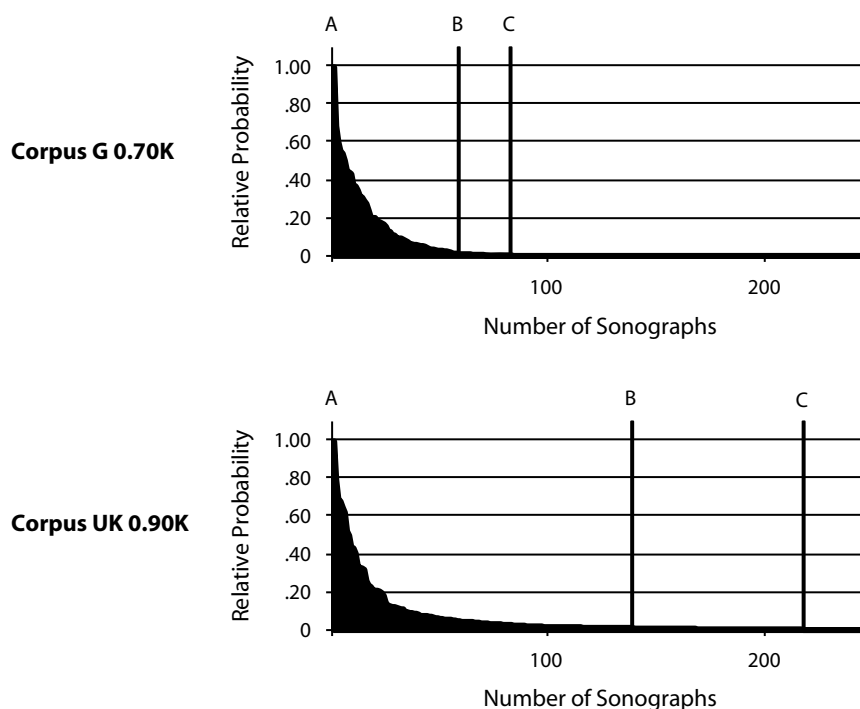 A B C
Relative Probability
1.00
.80
Corpus G 0.70K
.60
.40
.20
0
100 200
Number of Sonographs
A B C
Relative Probability
1.00
.80
Corpus UK 0.90K
.60
.40
.20
0
100 200
Number of Sonographs